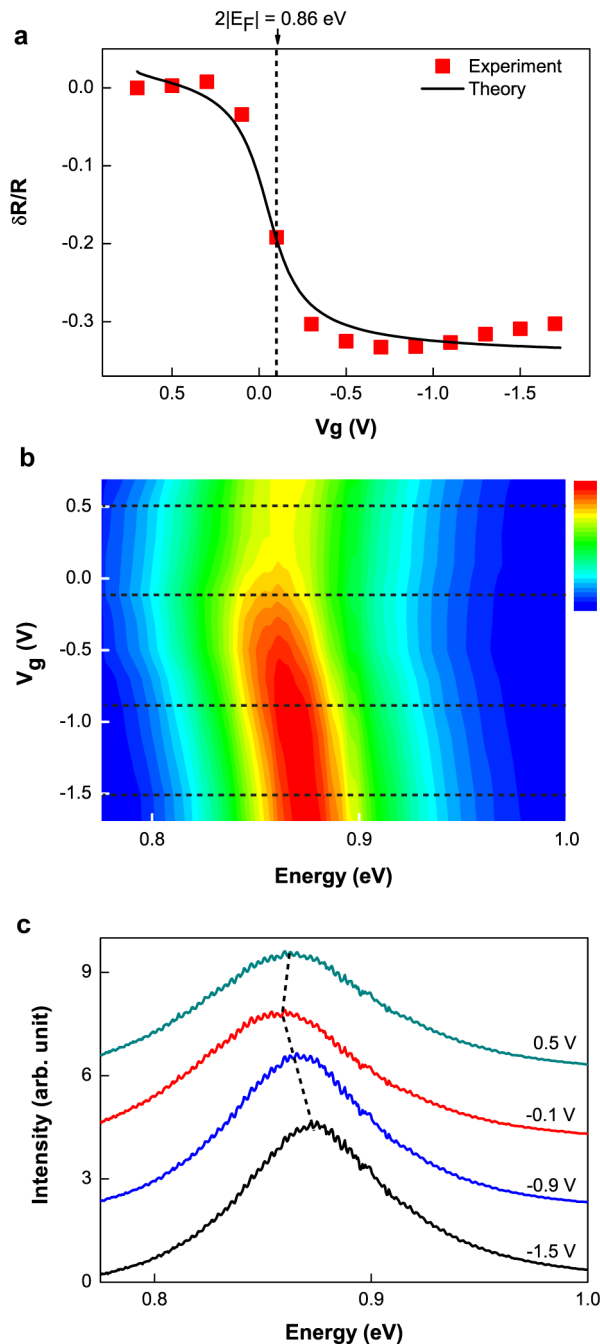 2|E_F| = 0.86 eV
a
Experiment
Theory
0.0
-0.1
-0.2
-0.3
δR/R
0.5 0.0 -0.5 -1.0 -1.5
Vg (V)
b
0.5
0.0
-0.5
-1.0
-1.5
V_g (V)
0.8 0.9 1.0
Energy (eV)
c
9
6
3
0
Intensity (arb. unit)
0.5 V
-0.1 V
-0.9 V
-1.5 V
0.8 0.9 1.0
Energy (eV)